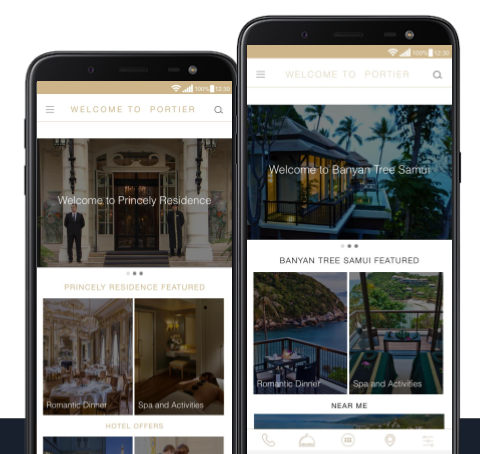 100% 12:30
WELCOME TO PORTIER
Welcome to Princely Residence
PRINCELY RESIDENCE FEATURED
Romantic Dinner
Spa and Activities
HOTEL OFFERS
100% 12:30
WELCOME TO PORTIER
Welcome to Banyan Tree Samui
BANYAN TREE SAMUI FEATURED
Romantic Dinner
Spa and Activities
NEAR ME